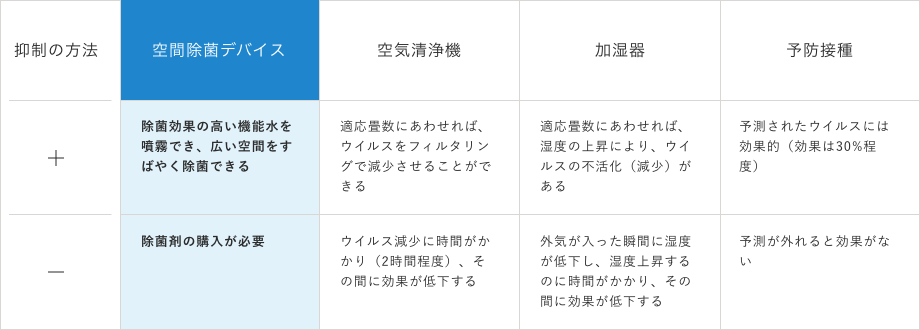 抑制の方法
空間除菌デバイス
空気清浄機
加湿器
予防接種
＋
除菌効果の高い機能水を
噴霧でき、広い空間をす
ばやく除菌できる
適応畳数にあわせれば、
ウイルスをフィルタリン
グで減少させることがで
きる
適応畳数にあわせれば、
湿度の上昇により、ウイ
ルスの不活化（減少）が
ある
予測されたウイルスには
効果的（効果は30%程
度）
－
除菌剤の購入が必要
ウイルス減少に時間がか
かり（2時間程度）、そ
の間に効果が低下する
外気が入った瞬間に湿度
が低下し、湿度上昇する
のに時間がかかり、その
間に効果が低下する
予測が外れると効果がな
い